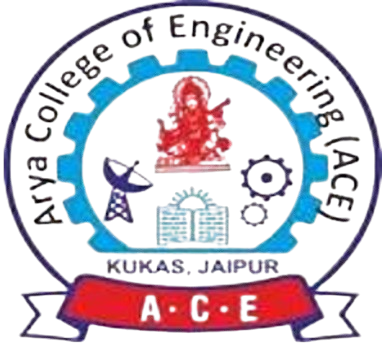 Arya College of Engineering (ACE)
KUKAS, JAIPUR
A·C·E